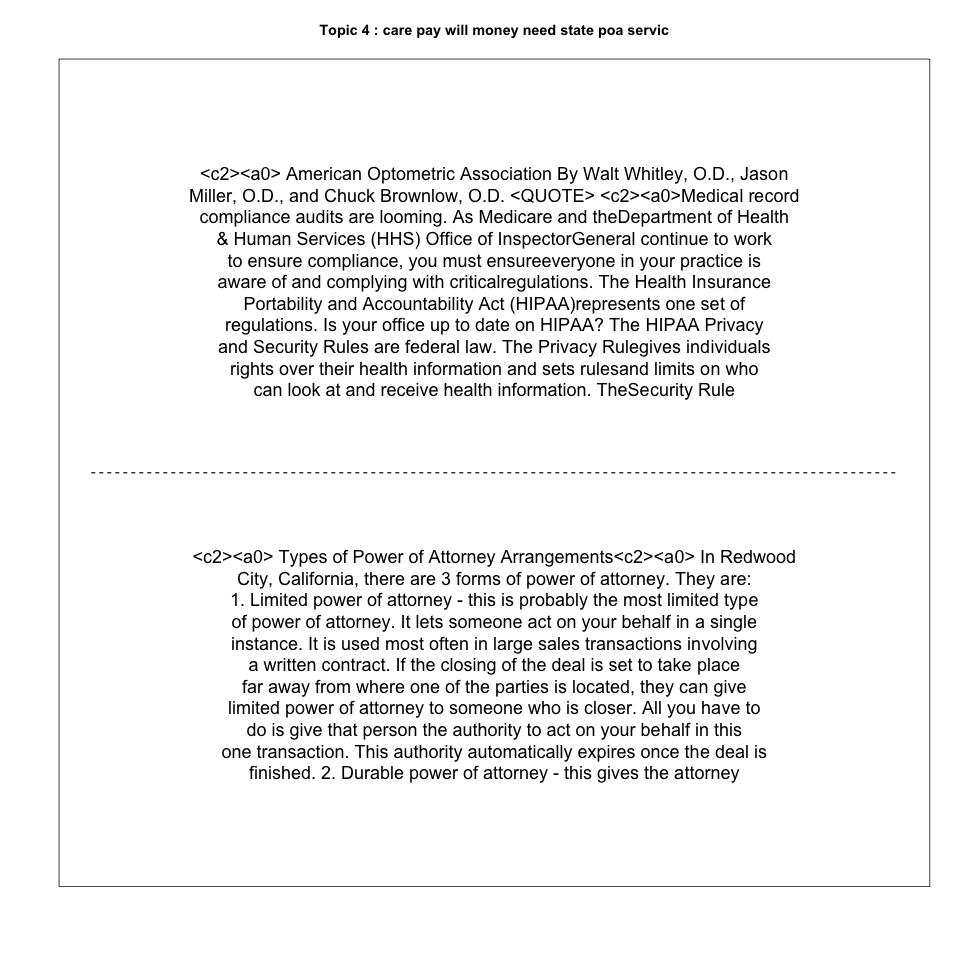 Topic 4 : care pay will money need state poa servic
<c2><a0> American Optometric Association By Walt Whitley, O.D., Jason
Miller, O.D., and Chuck Brownlow, O.D. <QUOTE> <c2><a0>Medical record
compliance audits are looming. As Medicare and theDepartment of Health
& Human Services (HHS) Office of InspectorGeneral continue to work
to ensure compliance, you must ensureeveryone in your practice is
aware of and complying with criticalregulations. The Health Insurance
Portability and Accountability Act (HIPAA)represents one set of
regulations. Is your office up to date on HIPAA? The HIPAA Privacy
and Security Rules are federal law. The Privacy Rulegives individuals
rights over their health information and sets rulesand limits on who
can look at and receive health information. TheSecurity Rule
<c2><a0> Types of Power of Attorney Arrangements<c2><a0> In Redwood
City, California, there are 3 forms of power of attorney. They are:
1. Limited power of attorney - this is probably the most limited type
of power of attorney. It lets someone act on your behalf in a single
instance. It is used most often in large sales transactions involving
a written contract. If the closing of the deal is set to take place
far away from where one of the parties is located, they can give
limited power of attorney to someone who is closer. All you have to
do is give that person the authority to act on your behalf in this
one transaction. This authority automatically expires once the deal is
finished. 2. Durable power of attorney - this gives the attorney